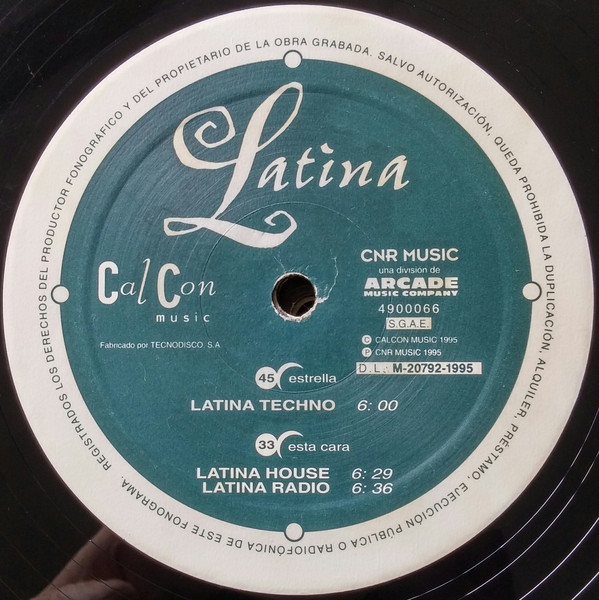 Latina
Cal Con
music
Fabricado por TECNODISCO, S.A
CNR MUSIC
una división de
ARCADE
MUSIC COMPANY
4900066
S.G.A.E.
C CALCON MUSIC 1995
P CNR MUSIC 1995
D.L.: M-20792-1995
45 estrella
LATINA TECHNO 6: 00
33 esta cara
LATINA HOUSE 6: 29
LATINA RADIO 6: 36
REGISTRADOS LOS DERECHOS DEL PRODUCTOR FONOGRÁFICO Y DEL PROPIETARIO DE LA OBRA GRABADA. SALVO AUTORIZACIÓN, QUEDA PROHIBIDA LA DUPLICACIÓN, ALQUILER, PRÉSTAMO, EJECUCIÓN PÚBLICA O RADIOFÓNICA DE ESTE FONOGRAMA.